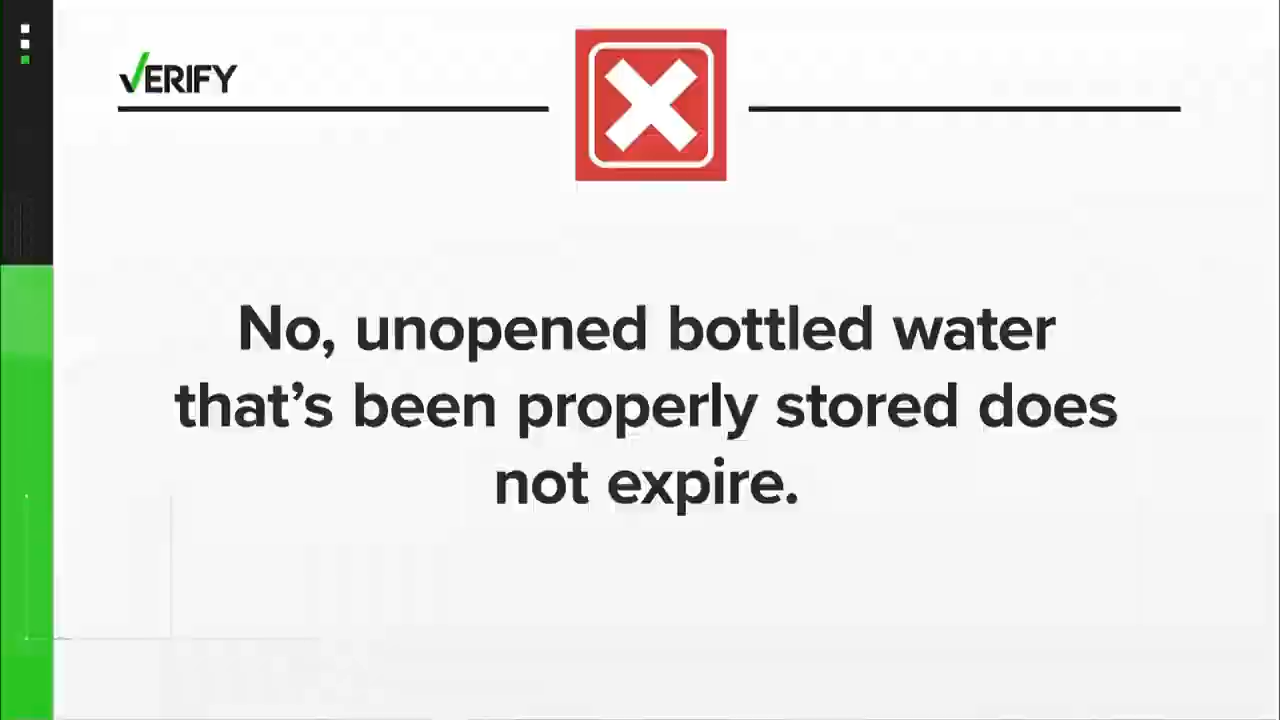 VERIFY
No, unopened bottled water
that’s been properly stored does
not expire.